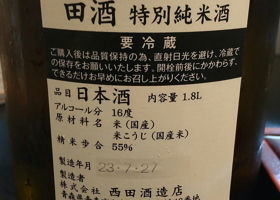 田酒 特別純米酒
要冷蔵
ご購入後は品質保持の為、直射日光を避け、冷蔵で
の保存をお願いいたします。開栓前後にかかわらず、
できるだけお早めにお召し上がりください。
品目 日本酒 内容量 1.8L
アルコール分 16度
原材料名 米(国産)
米こうじ(国産米)
精米歩合 55%
製造年月 23.7.27
製造者
株式会社 西田酒造店